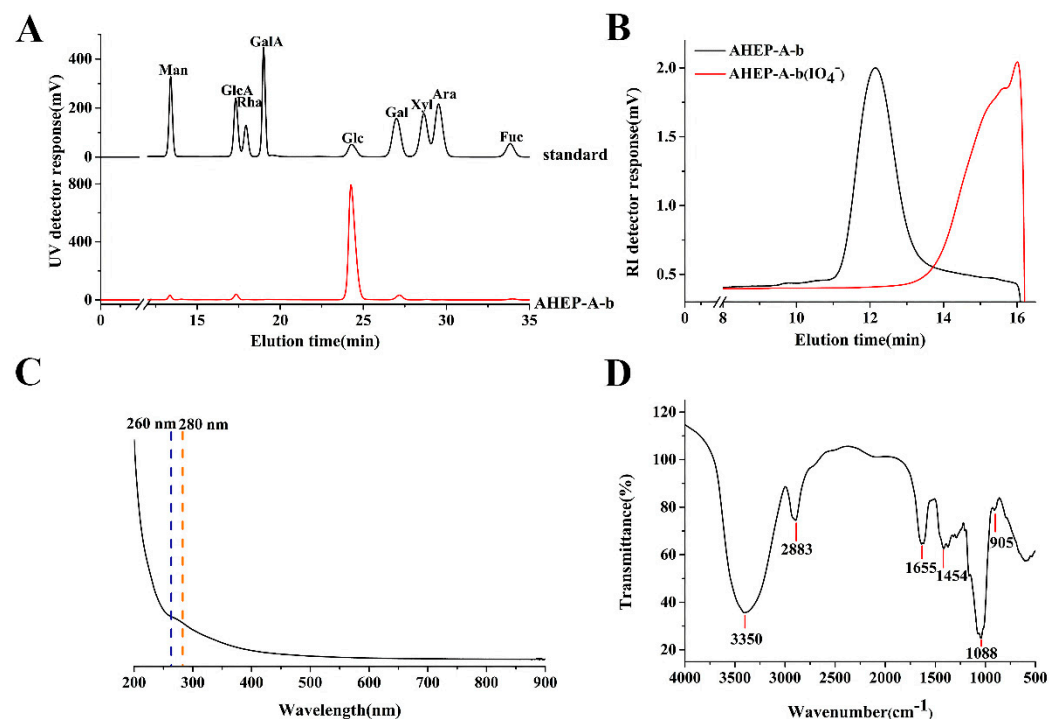 A
UV detector response(mV)
400
200
0
Man
GlcA
Rha
GalA
Glc
Gal
Xyl
Ara
Fuc
standard
800
400
0
AHEP-A-b
0 15 20 25 30 35
Elution time(min)
B
AHEP-A-b
AHEP-A-b(IO₄⁻)
RI detector response(mV)
2.0
1.5
1.0
0.5
0 8 10 12 14 16
Elution time(min)
C
260 nm 280 nm
200 300 400 500 600 700 800 900
Wavelength(nm)
D
Transmittance(%)
120
100
80
60
40
20
3350
2883
1655
1454
1088
905
4000 3500 3000 2500 2000 1500 1000 500
Wavenumber(cm⁻¹)